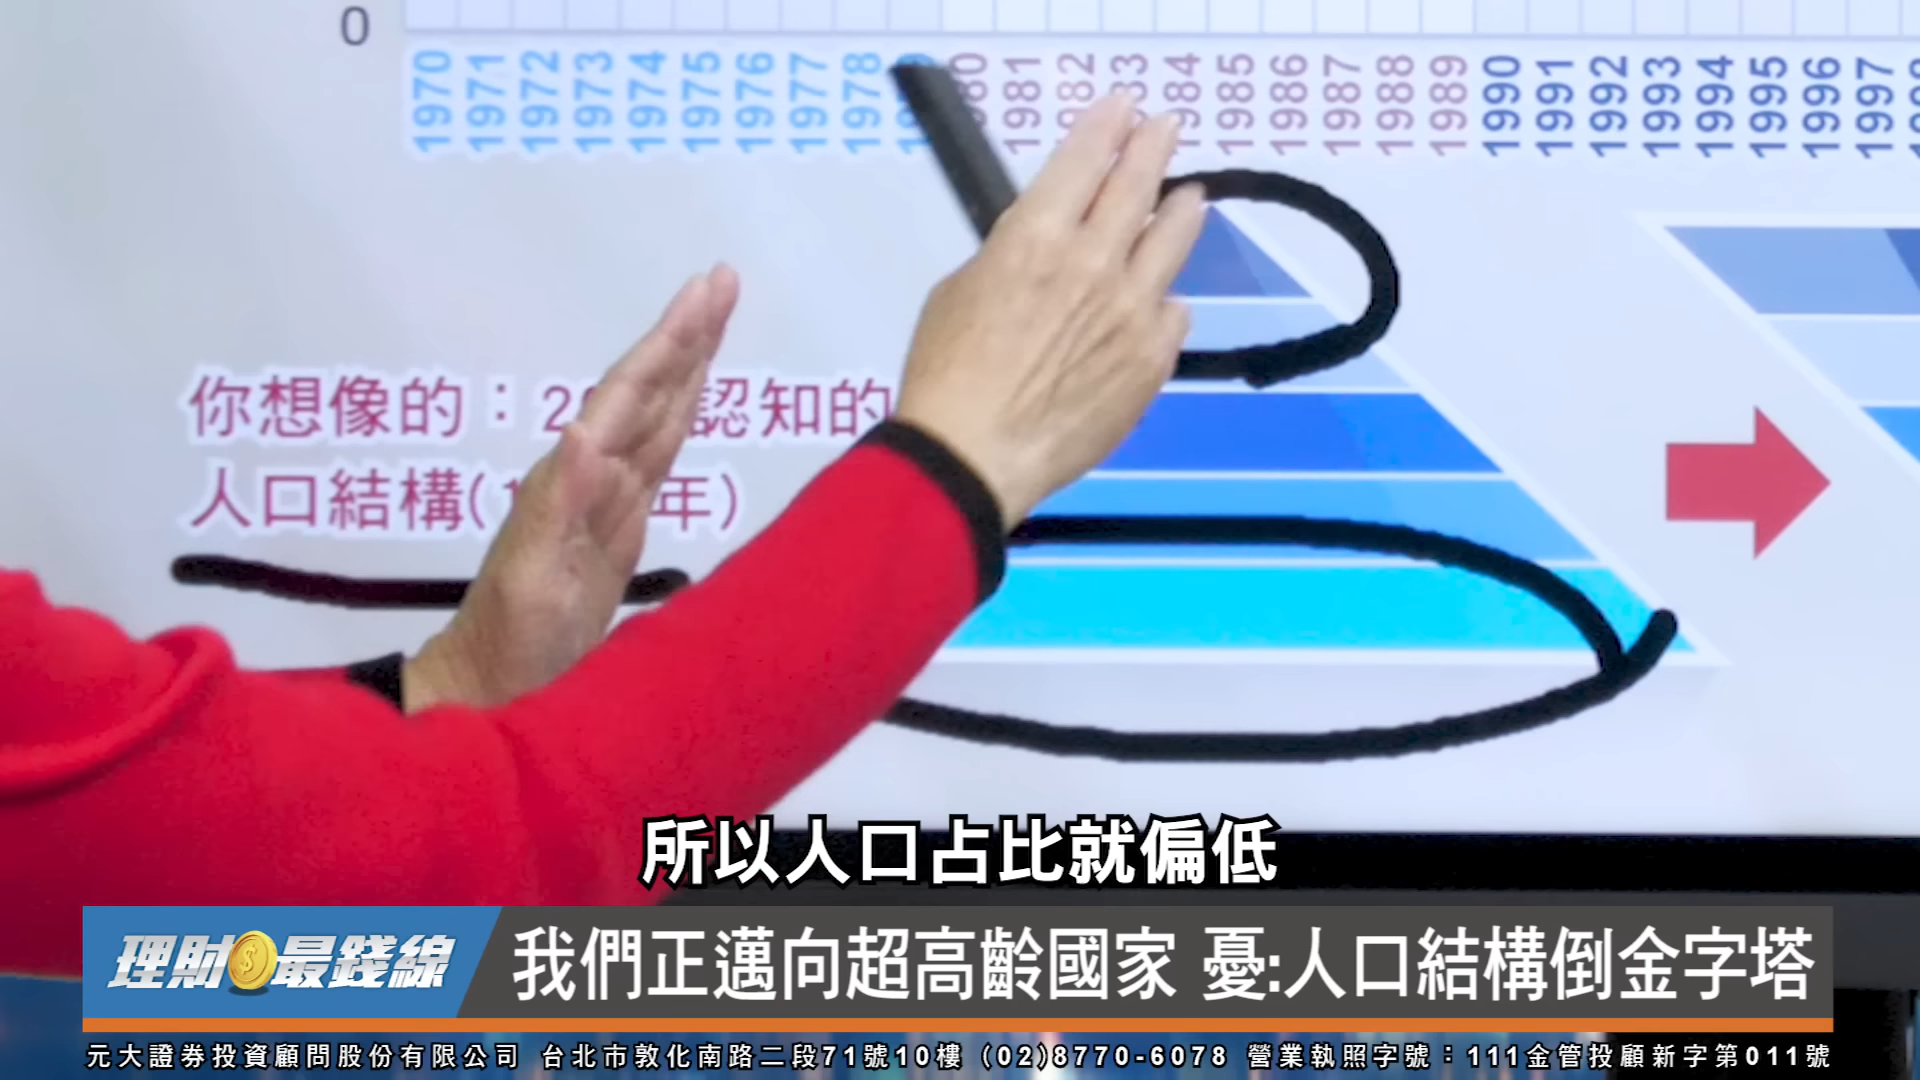 0
1970 1971 1972 1973 1974 1975 1976 1977 1978 1981 1982 1984 1985 1986 1987 1988 1989 1990 1991 1992 1993 1994 1995 1996 1997
你想像的：2 認知的
人口結構(1 年)
所以人口占比就偏低
理財最錢線
我們正邁向超高齡國家 憂:人口結構倒金字塔
元大證券投資顧問股份有限公司 台北市敦化南路二段71號10樓 (02)8770-6078 營業執照字號：111金管投顧新字第011號